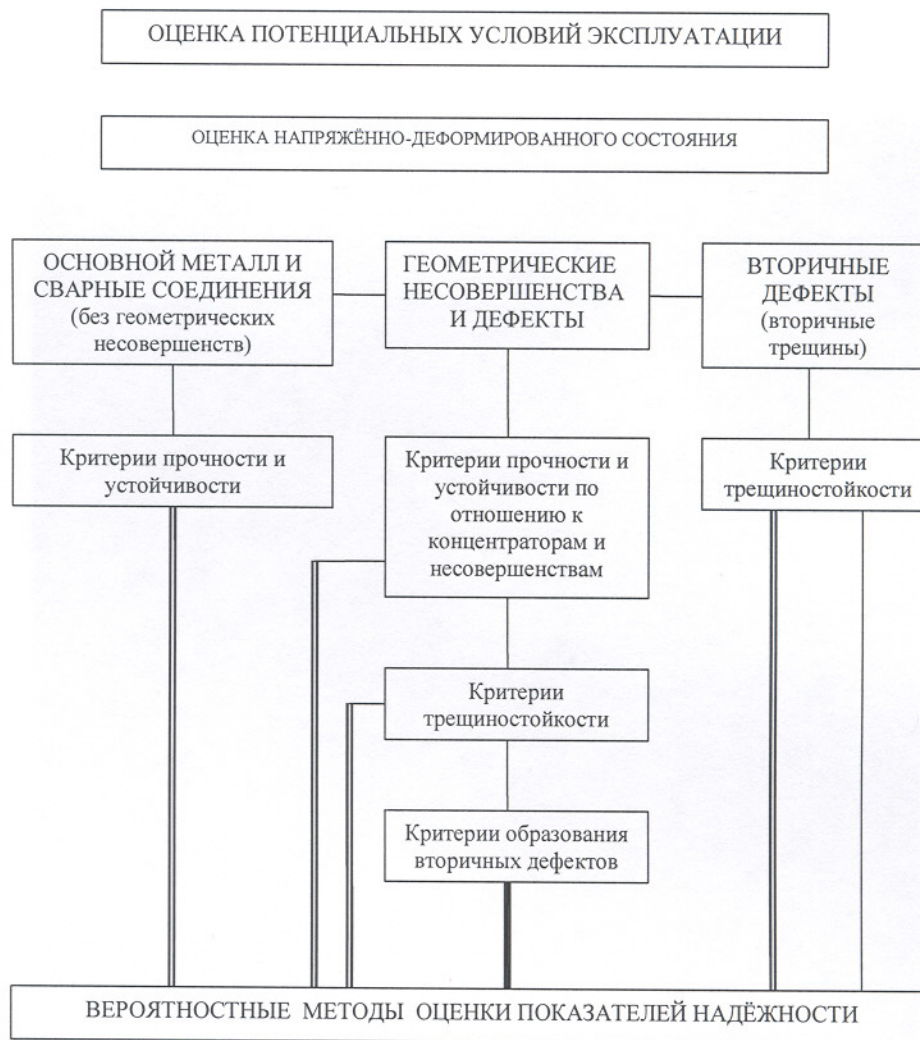 ОЦЕНКА ПОТЕНЦИАЛЬНЫХ УСЛОВИЙ ЭКСПЛУАТАЦИИ
ОЦЕНКА НАПРЯЖЁННО-ДЕФОРМИРОВАННОГО СОСТОЯНИЯ
ОСНОВНОЙ МЕТАЛЛ И
СВАРНЫЕ СОЕДИНЕНИЯ
(без геометрических
несовершенств)
ГЕОМЕТРИЧЕСКИЕ
НЕСОВЕРШЕНСТВА
И ДЕФЕКТЫ
ВТОРИЧНЫЕ
ДЕФЕКТЫ
(вторичные
трещины)
Критерии прочности и
устойчивости
Критерии прочности и
устойчивости по
отношению к
концентраторам и
несовершенствам
Критерии
трещиностойкости
Критерии
трещиностойкости
Критерии образования
вторичных дефектов
ВЕРОЯТНОСТНЫЕ МЕТОДЫ ОЦЕНКИ ПОКАЗАТЕЛЕЙ НАДЁЖНОСТИ